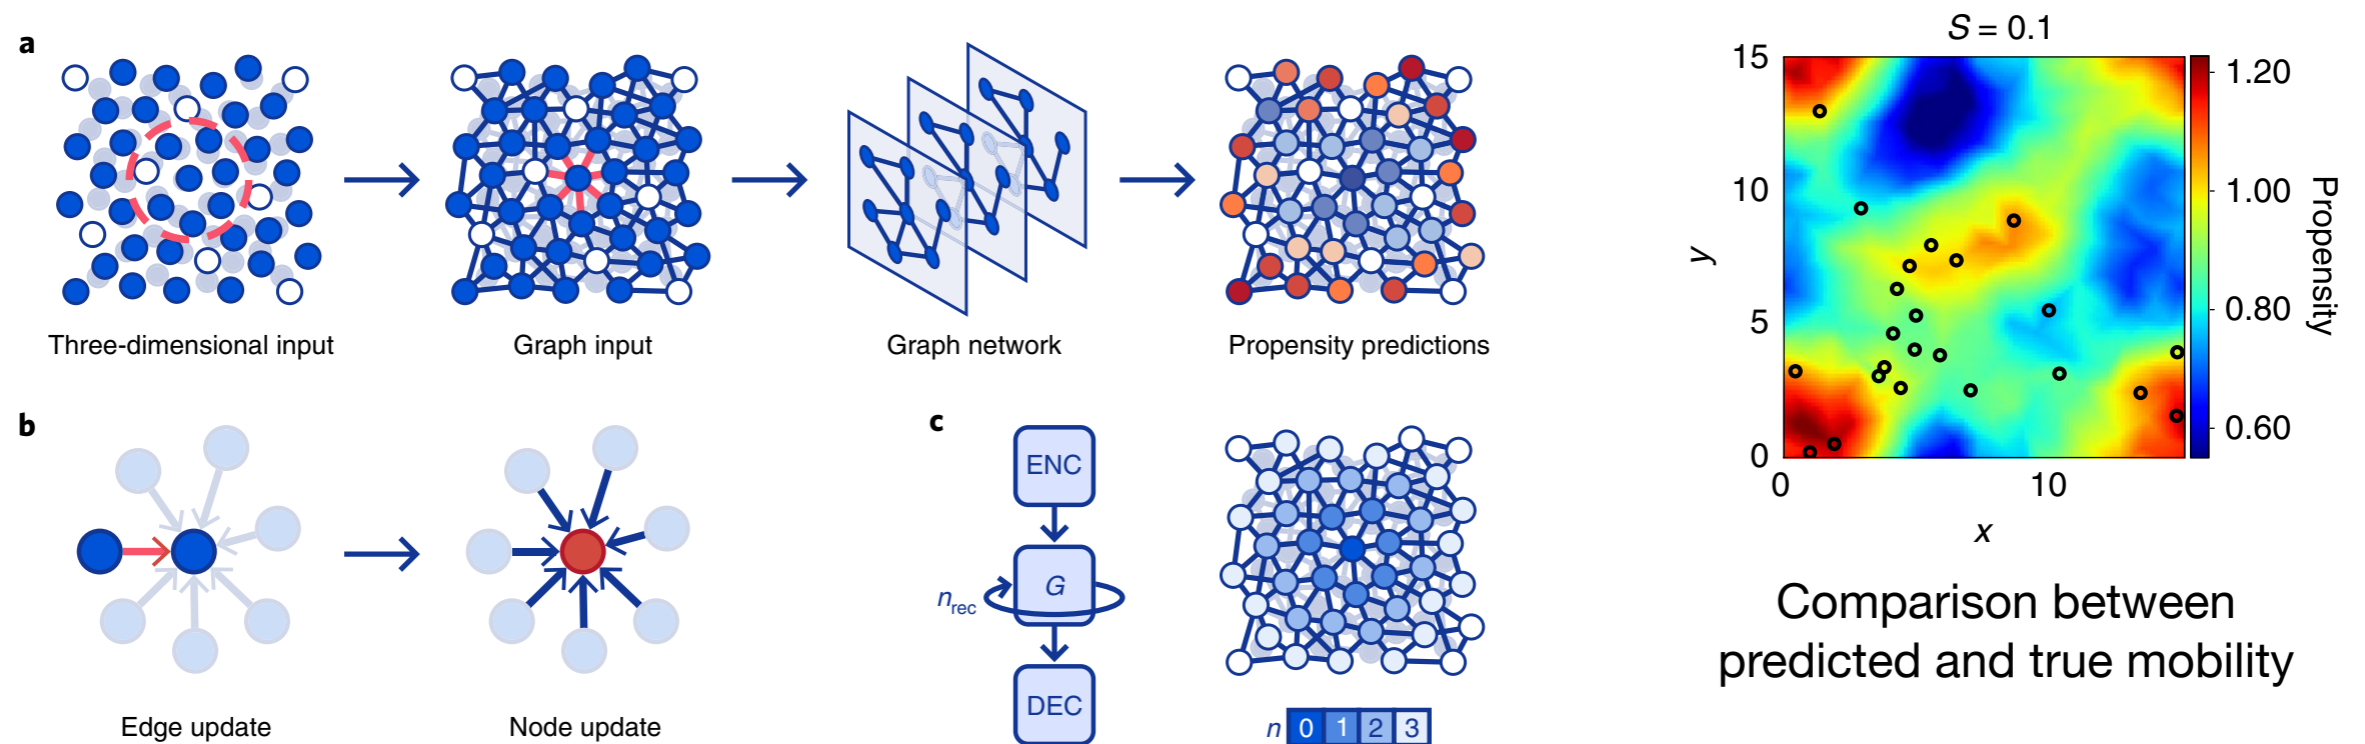 a
Three-dimensional input
Graph input
Graph network
Propensity predictions
b
Edge update
Node update
c
ENC
G
n_rec
DEC
n 0 1 2 3
S = 0.1
15
10
5
0
0
10
y
x
1.20
1.00
0.80
0.60
Propensity
Comparison between
predicted and true mobility